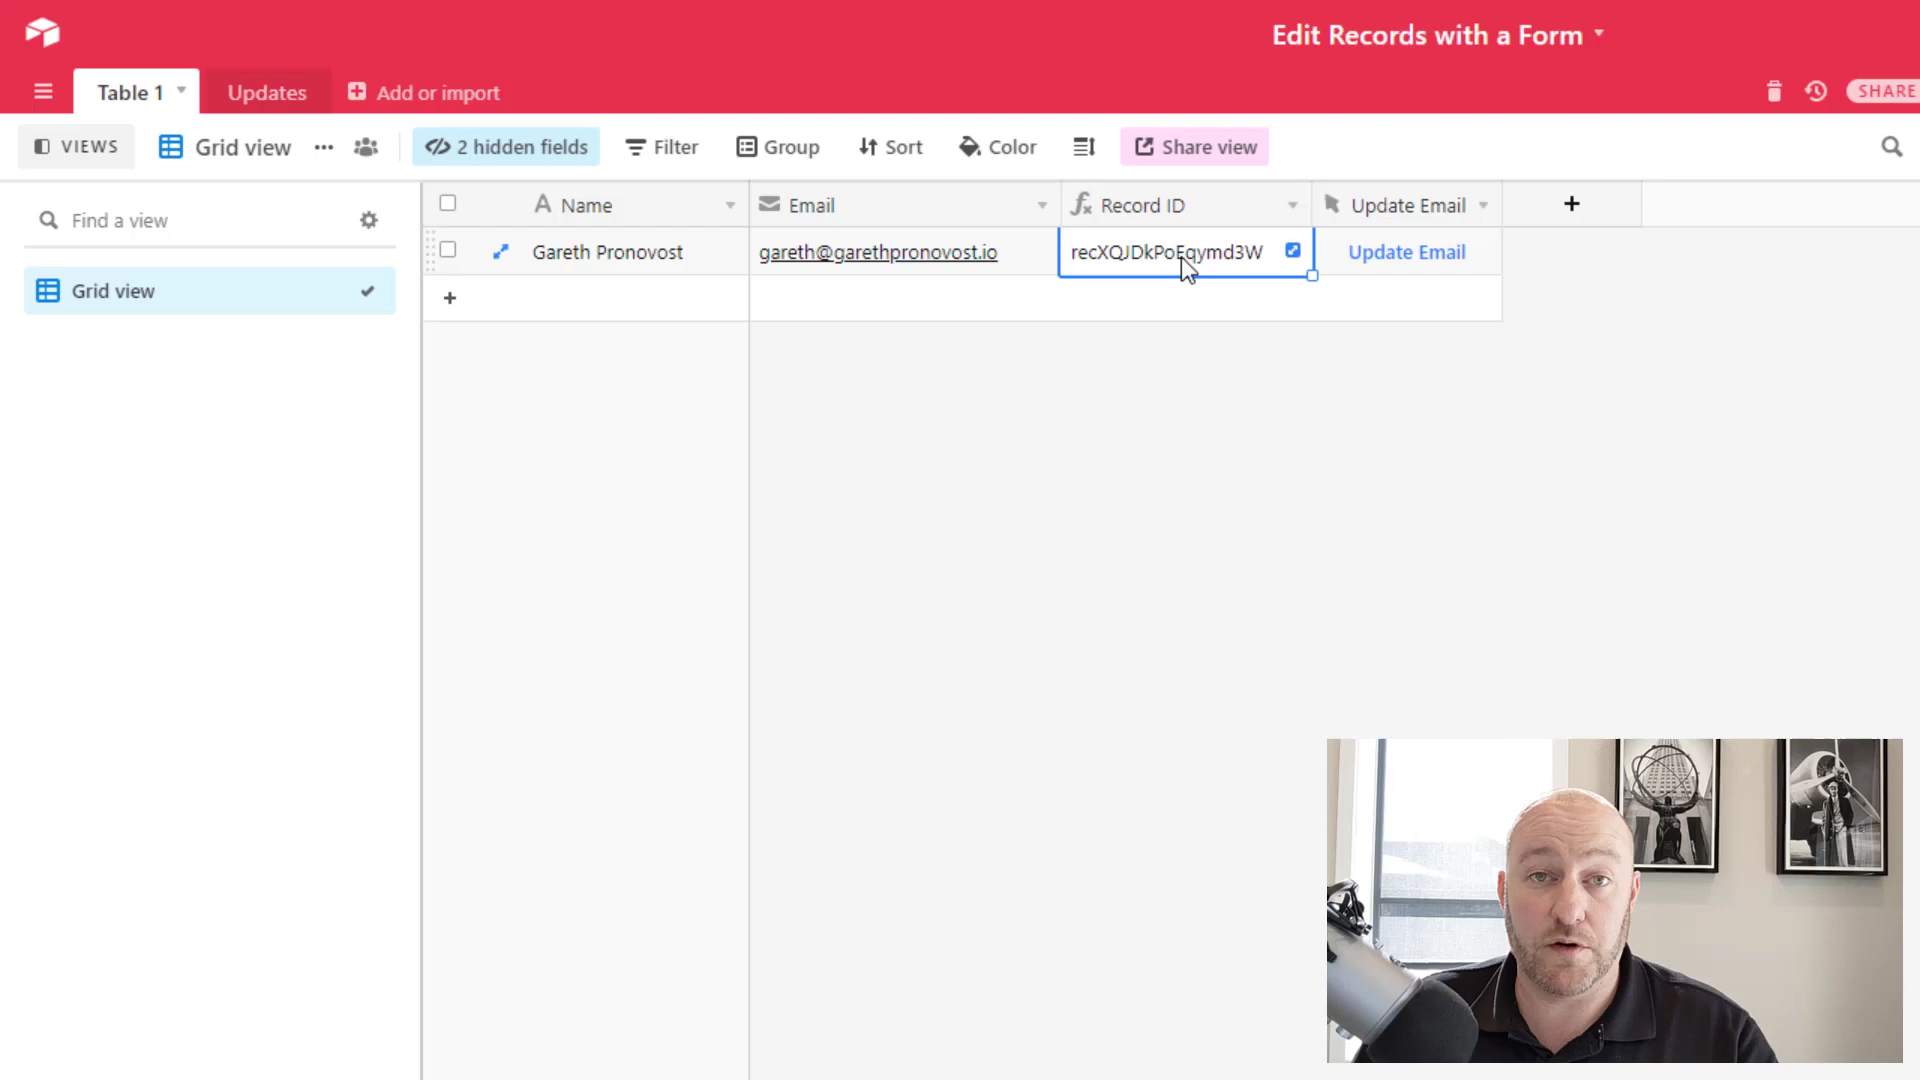 Edit Records with a Form
Table 1 Updates Add or import SHARE
VIEWS Grid view 2 hidden fields Filter Group Sort Color Share view
Find a view Name Email Record ID Update Email
Gareth Pronovost gareth@garethpronovost.io recXQJDkPoEqymd3W Update Email
Grid view